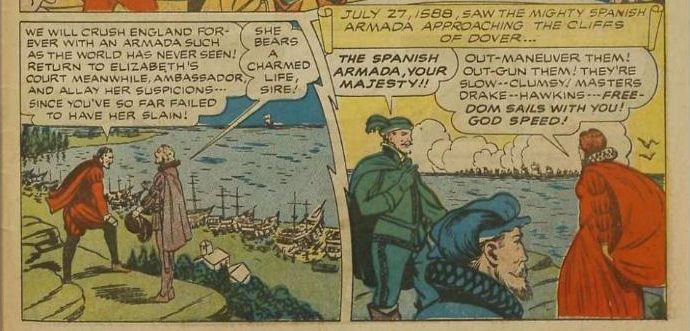 WE WILL CRUSH ENGLAND FOR-
EVER WITH AN ARMADA SUCH
AS THE WORLD HAS NEVER SEEN!
RETURN TO ELIZABETH'S
COURT MEANWHILE, AMBASSADOR,
AND ALLAY HER SUSPICIONS---
SINCE YOU'VE SO FAR FAILED
TO HAVE HER SLAIN!
SHE
BEARS
A
CHARMED
LIFE,
SIRE!
JULY 27, 1588, SAW THE MIGHTY SPANISH
ARMADA APPROACHING THE CLIFFS
OF DOVER...
THE SPANISH
ARMADA, YOUR
MAJESTY!!
OUT-MANEUVER THEM!
OUT-GUN THEM! THEY'RE
SLOW--CLUMSY! MASTERS
DRAKE--HAWKINS---FREE-
DOM SAILS WITH YOU!
GOD SPEED!